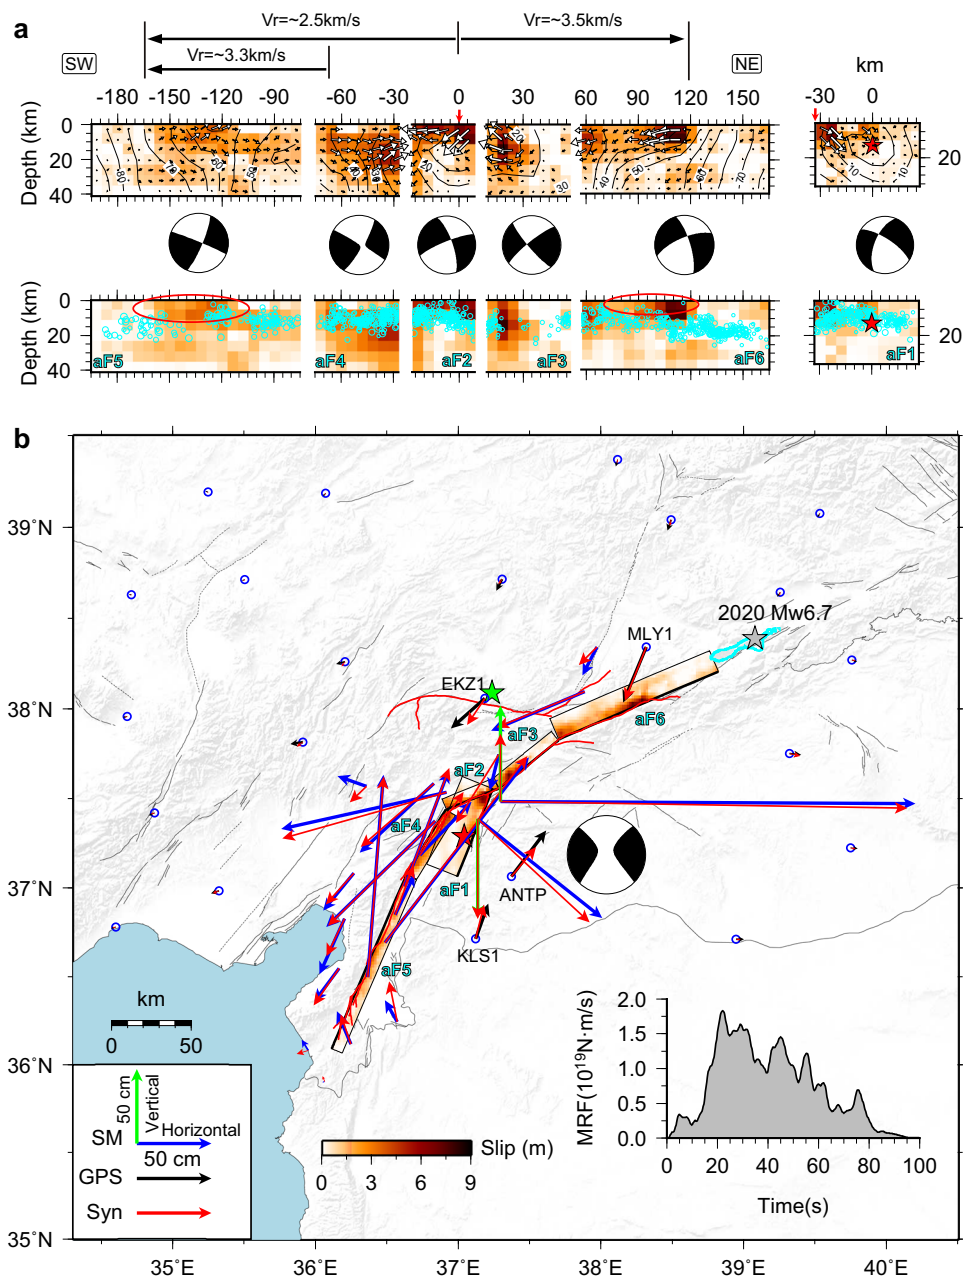 a
Vr=~2.5km/s
Vr=~3.5km/s
Vr=~3.3km/s
SW
NE
km
-180 -150 -120 -90 -60 -30 0 30 60 90 120 150 -30 0
Depth (km)
0
20
40
20
Depth (km)
0
20
40
20
aF5
aF4
aF2
aF3
aF6
aF1
b
39°N
38°N
37°N
36°N
35°N
2020 Mw6.7
MLY1
EKZ1
aF6
aF3
aF2
aF4
aF1
ANTP
KLS1
aF5
km
0 50
50 cm
Vertical
SM
Horizontal
50 cm
GPS
Syn
Slip (m)
0 3 6 9
MRF(10¹⁹N·m/s)
2.0
1.5
1.0
0.5
0.0
0 20 40 60 80 100
Time(s)
35°E 36°E 37°E 38°E 39°E 40°E